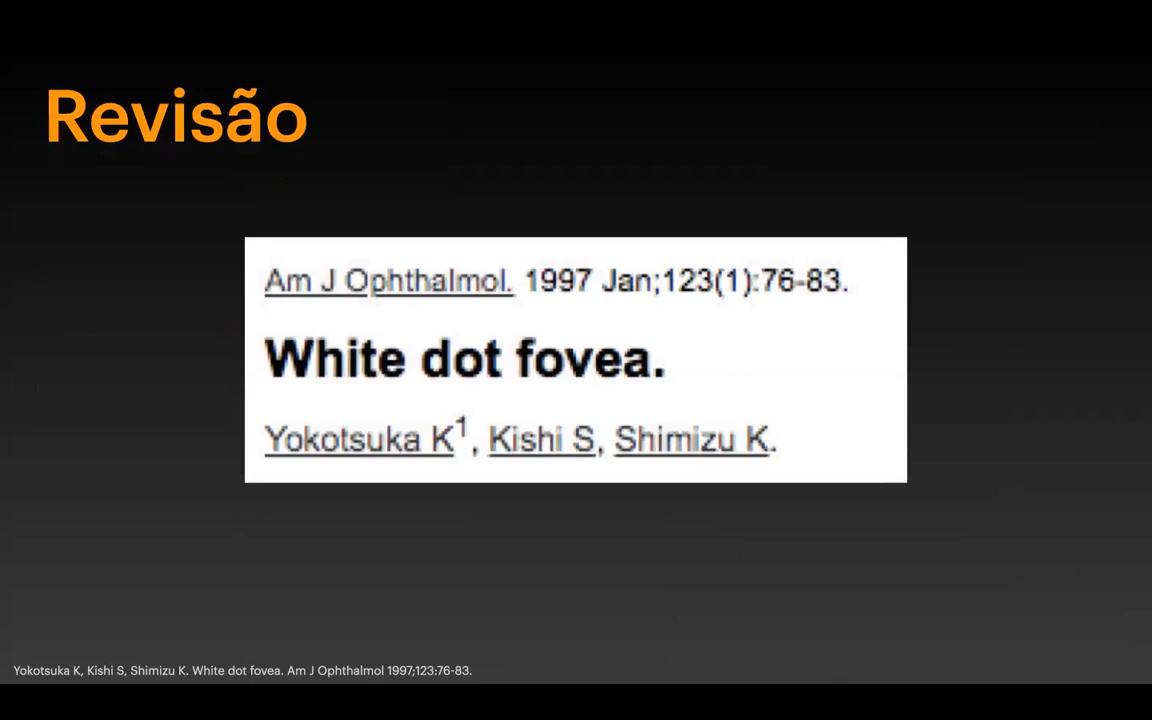 Revisão
Am J Ophthalmol. 1997 Jan;123(1):76-83.
White dot fovea.
Yokotsuka K1, Kishi S, Shimizu K.
Yokotsuka K, Kishi S, Shimizu K. White dot fovea. Am J Ophthalmol 1997;123:76-83.